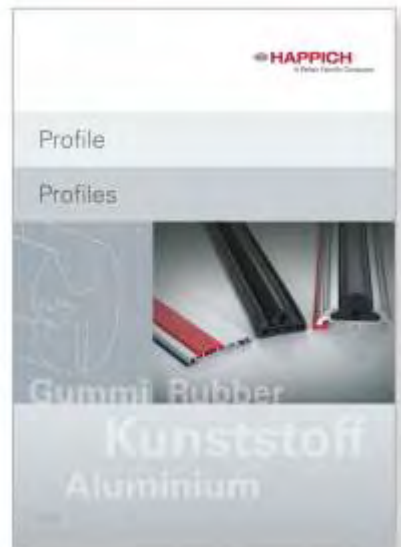 HAPPICH
Profile
Profiles
Gummi Rubber
Kunststoff
Aluminium